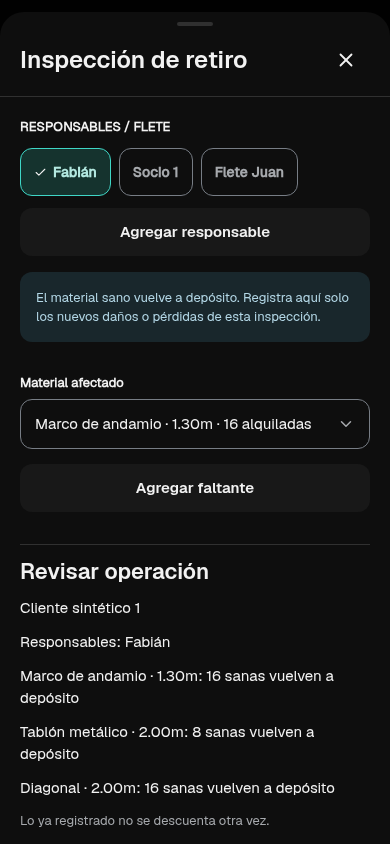 Inspección de retiro
RESPONSABLES / FLETE
Fabián
Socio 1
Flete Juan
Agregar responsable
El material sano vuelve a depósito. Registra aquí solo
los nuevos daños o pérdidas de esta inspección.
Material afectado
Marco de andamio · 1.30m · 16 alquiladas
Agregar faltante
Revisar operación
Cliente sintético 1
Responsables: Fabián
Marco de andamio · 1.30m: 16 sanas vuelven a
depósito
Tablón metálico · 2.00m: 8 sanas vuelven a
depósito
Diagonal · 2.00m: 16 sanas vuelven a depósito
Lo ya registrado no se descuenta otra vez.